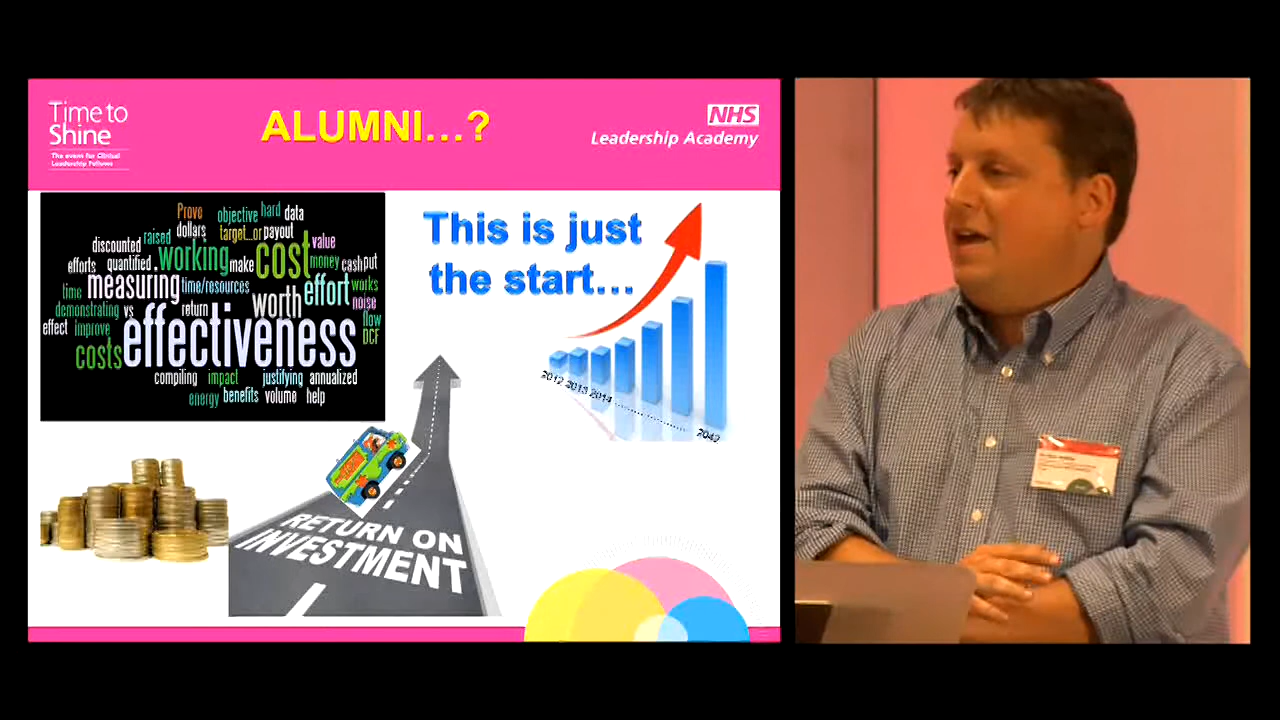 Time to
Shine
The event for Clinical
Leadership Fellows
ALUMNI...?
NHS
Leadership Academy
Prove
objective hard data
dollars
target...or payout
discounted raised
value
efforts quantified working make cost money cash put
time measuring time/resources worth effort works
demonstrating vs return noise
effect improve effectiveness flow
DCF
costs
compiling impact justifying annualized
energy benefits volume help
This is just
the start...
2012 2013 2014
2042
RETURN ON
INVESTMENT